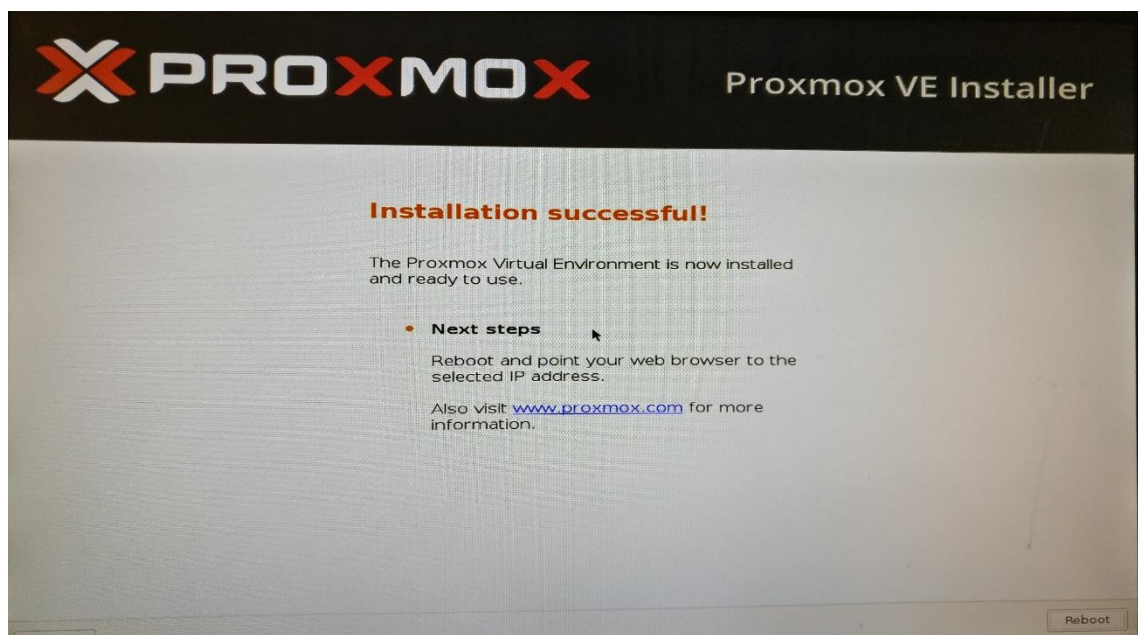 PROXMOX
Proxmox VE Installer
Installation successful!
The Proxmox Virtual Environment is now installed
and ready to use.
• Next steps
Reboot and point your web browser to the
selected IP address.
Also visit www.proxmox.com for more
information.
Reboot